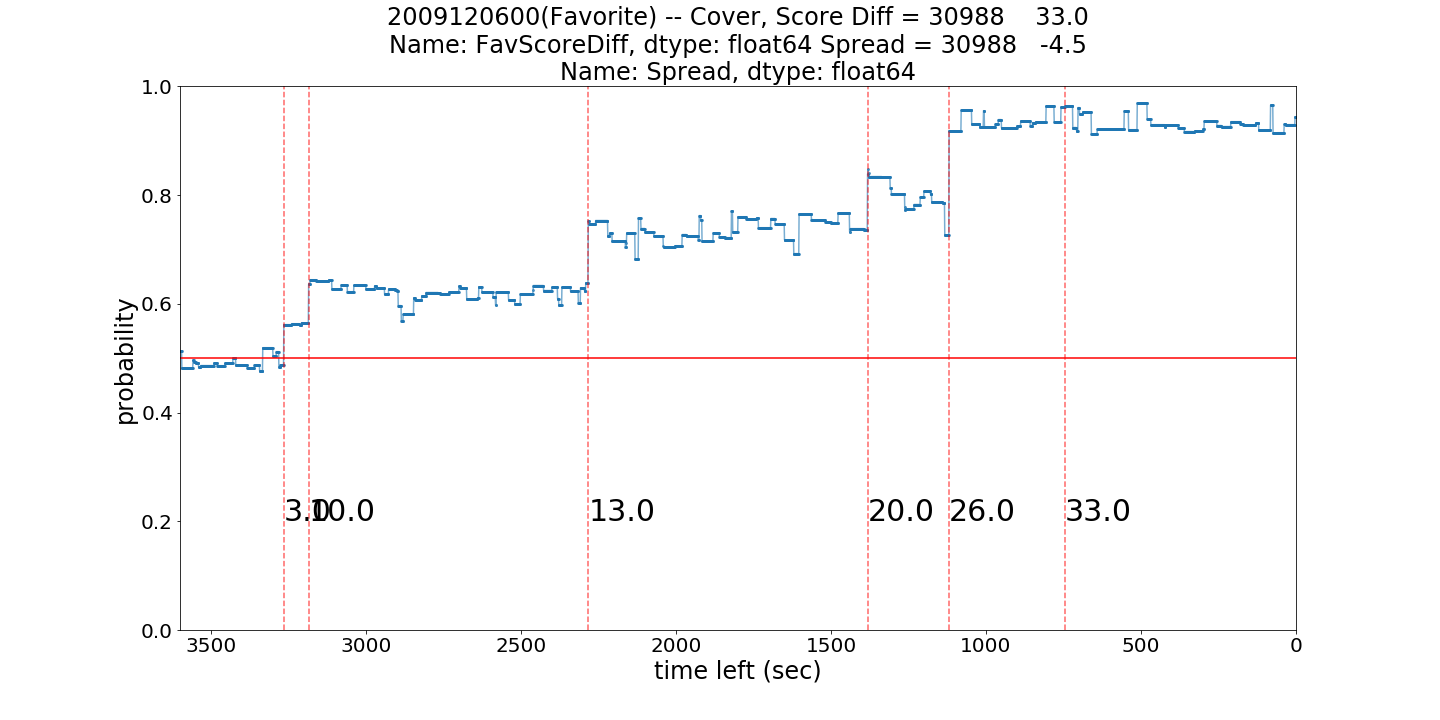 2009120600(Favorite) -- Cover, Score Diff = 30988    33.0
Name: FavScoreDiff, dtype: float64 Spread = 30988   -4.5
Name: Spread, dtype: float64
1.0
0.8
0.6
0.4
0.2
0.0
probability
3.0
10.0
13.0
20.0
26.0
33.0
3500 3000 2500 2000 1500 1000 500 0
time left (sec)